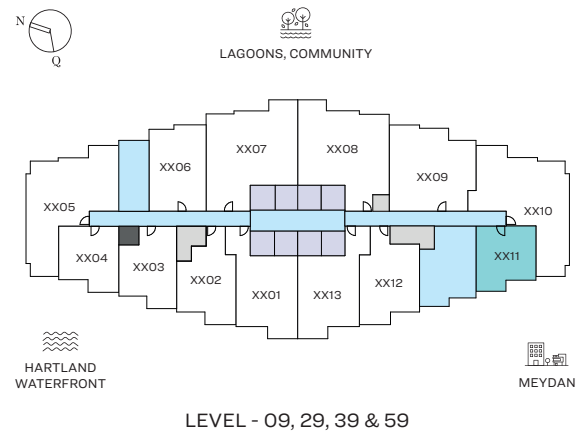 N
Q
LAGOONS, COMMUNITY
XX06
XX07
XX08
XX09
XX05
XX10
XX04
XX03
XX02
XX01
XX13
XX12
XX11
HARTLAND
WATERFRONT
MEYDAN
LEVEL - 09, 29, 39 & 59